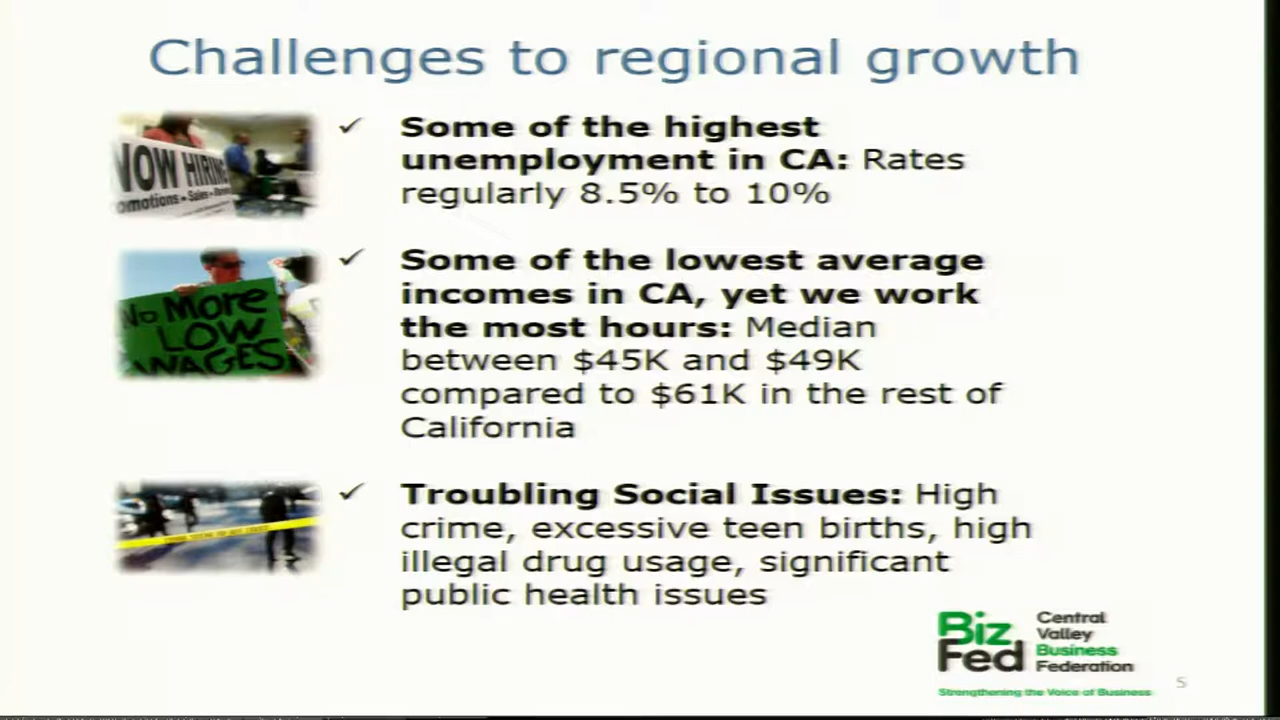 Challenges to regional growth
NOW HIRING
omotions • Sales •
✓ Some of the highest
unemployment in CA: Rates
regularly 8.5% to 10%
No More
LOW
WAGES
✓ Some of the lowest average
incomes in CA, yet we work
the most hours: Median
between $45K and $49K
compared to $61K in the rest of
California
✓ Troubling Social Issues: High
crime, excessive teen births, high
illegal drug usage, significant
public health issues
Biz
Fed
Central
Valley
Business
Federation
Strengthening the Voice of Business
5